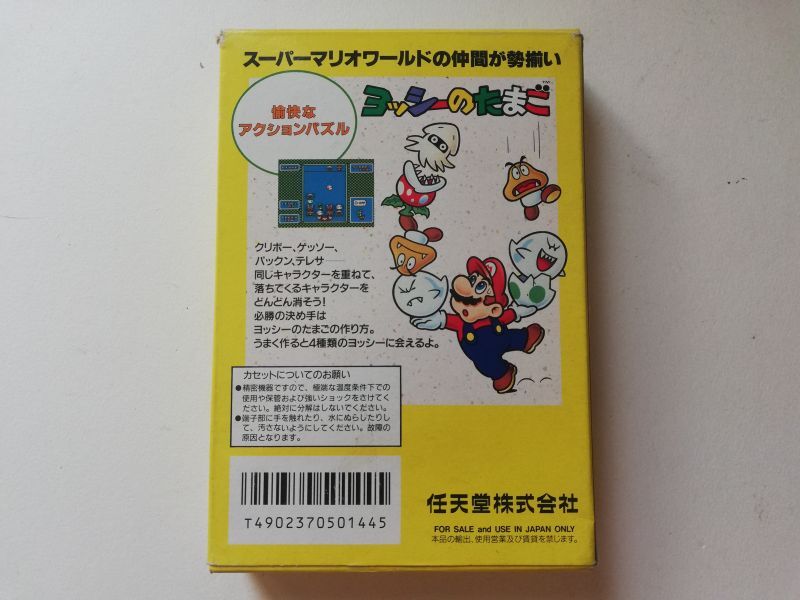 スーパーマリオワールドの仲間が勢揃い
愉快な
アクションパズル
ヨッシーのたまご
TM
クリボー、ゲッソー、
パックン、テレサ
同じキャラクターを重ねて、
落ちてくるキャラクターを
どんどん消そう!
必勝の決め手は
ヨッシーのたまごの作り方。
うまく作ると4種類のヨッシーに会えるよ。
カセットについてのお願い
●精密機器ですので、極端な温度条件下での
使用や保管および強いショックをさけてく
ださい。絶対に分解はしないでください。
●端子部に手を触れたり、水にぬらしたりし
て、汚さないようにしてください。故障の
原因となります。
T4902370501445
任天堂株式会社
FOR SALE and USE IN JAPAN ONLY
本品の輸出、使用営業及び賃貸を禁じます。